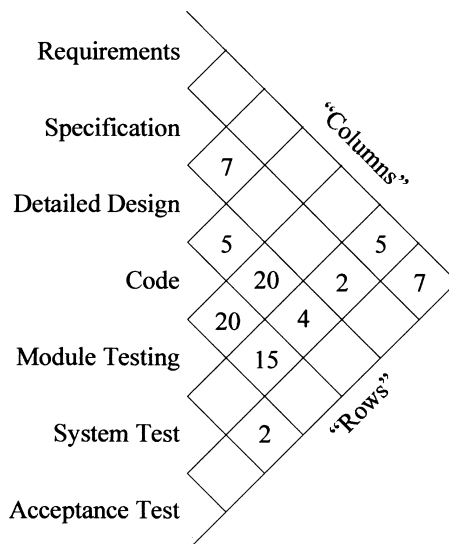 Requirements
“Columns”
Specification
7
Detailed Design
5
5
Code
20
2
7
20
4
Module Testing
15
“Rows”
System Test
2
Acceptance Test